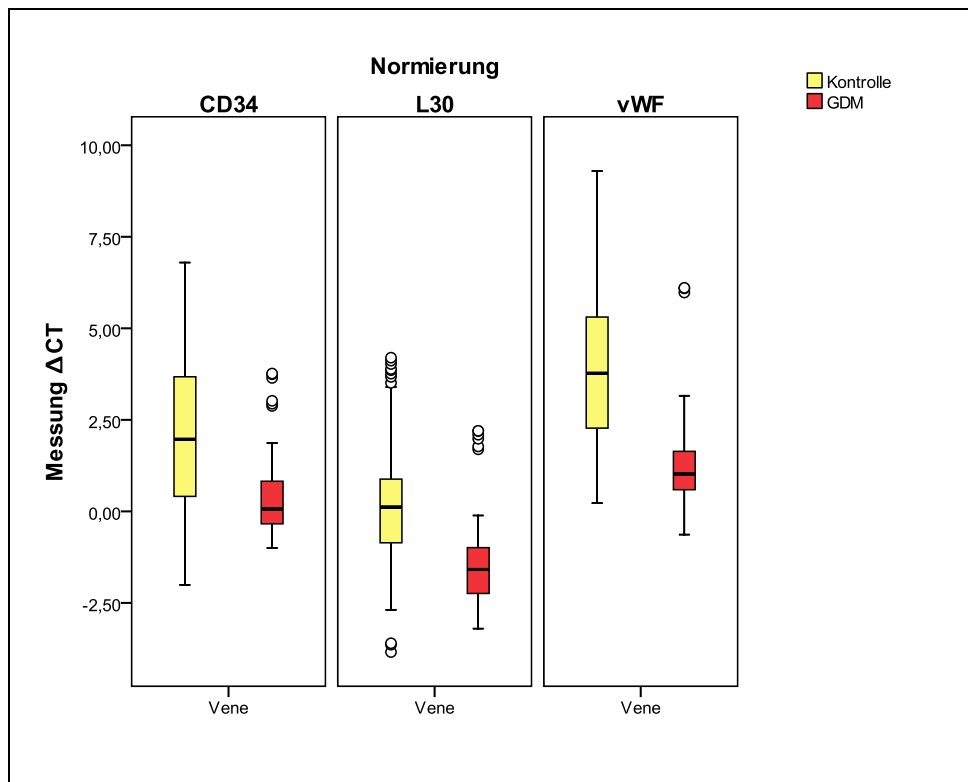 Normierung
CD34 L30 vWF
Kontrolle
GDM
Messung ΔCT
10,00
7,50
5,00
2,50
0,00
-2,50
Vene Vene Vene